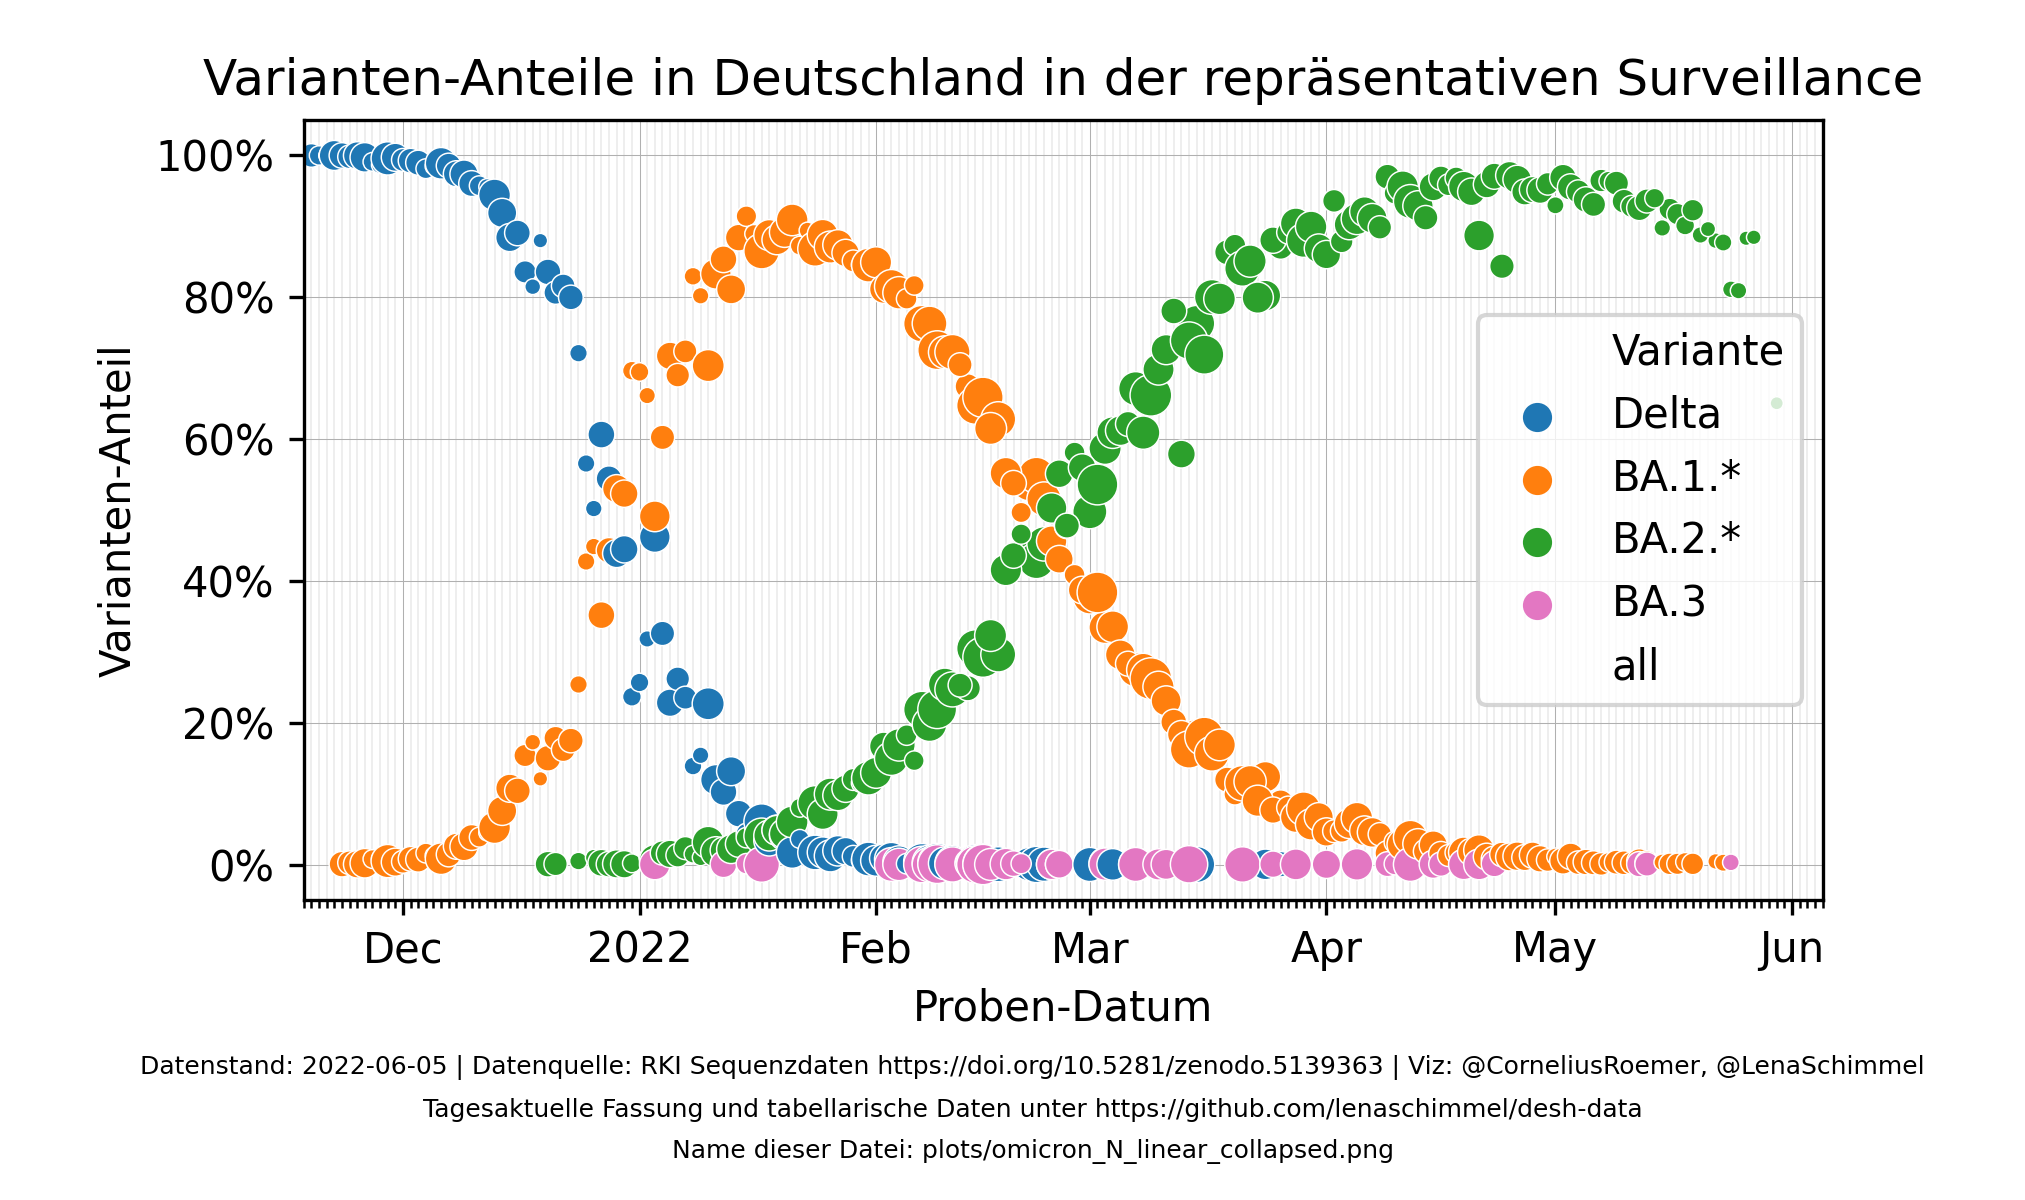 Varianten-Anteile in Deutschland in der repräsentativen Surveillance
100%
80%
60%
40%
20%
0%
Varianten-Anteil
Variante
Delta
BA.1.*
BA.2.*
BA.3
all
Dec 2022 Feb Mar Apr May Jun
Proben-Datum
Datenstand: 2022-06-05 | Datenquelle: RKI Sequenzdaten https://doi.org/10.5281/zenodo.5139363 | Viz: @CorneliusRoemer, @LenaSchimmel
Tagesaktuelle Fassung und tabellarische Daten unter https://github.com/lenaschimmel/desh-data
Name dieser Datei: plots/omicron_N_linear_collapsed.png